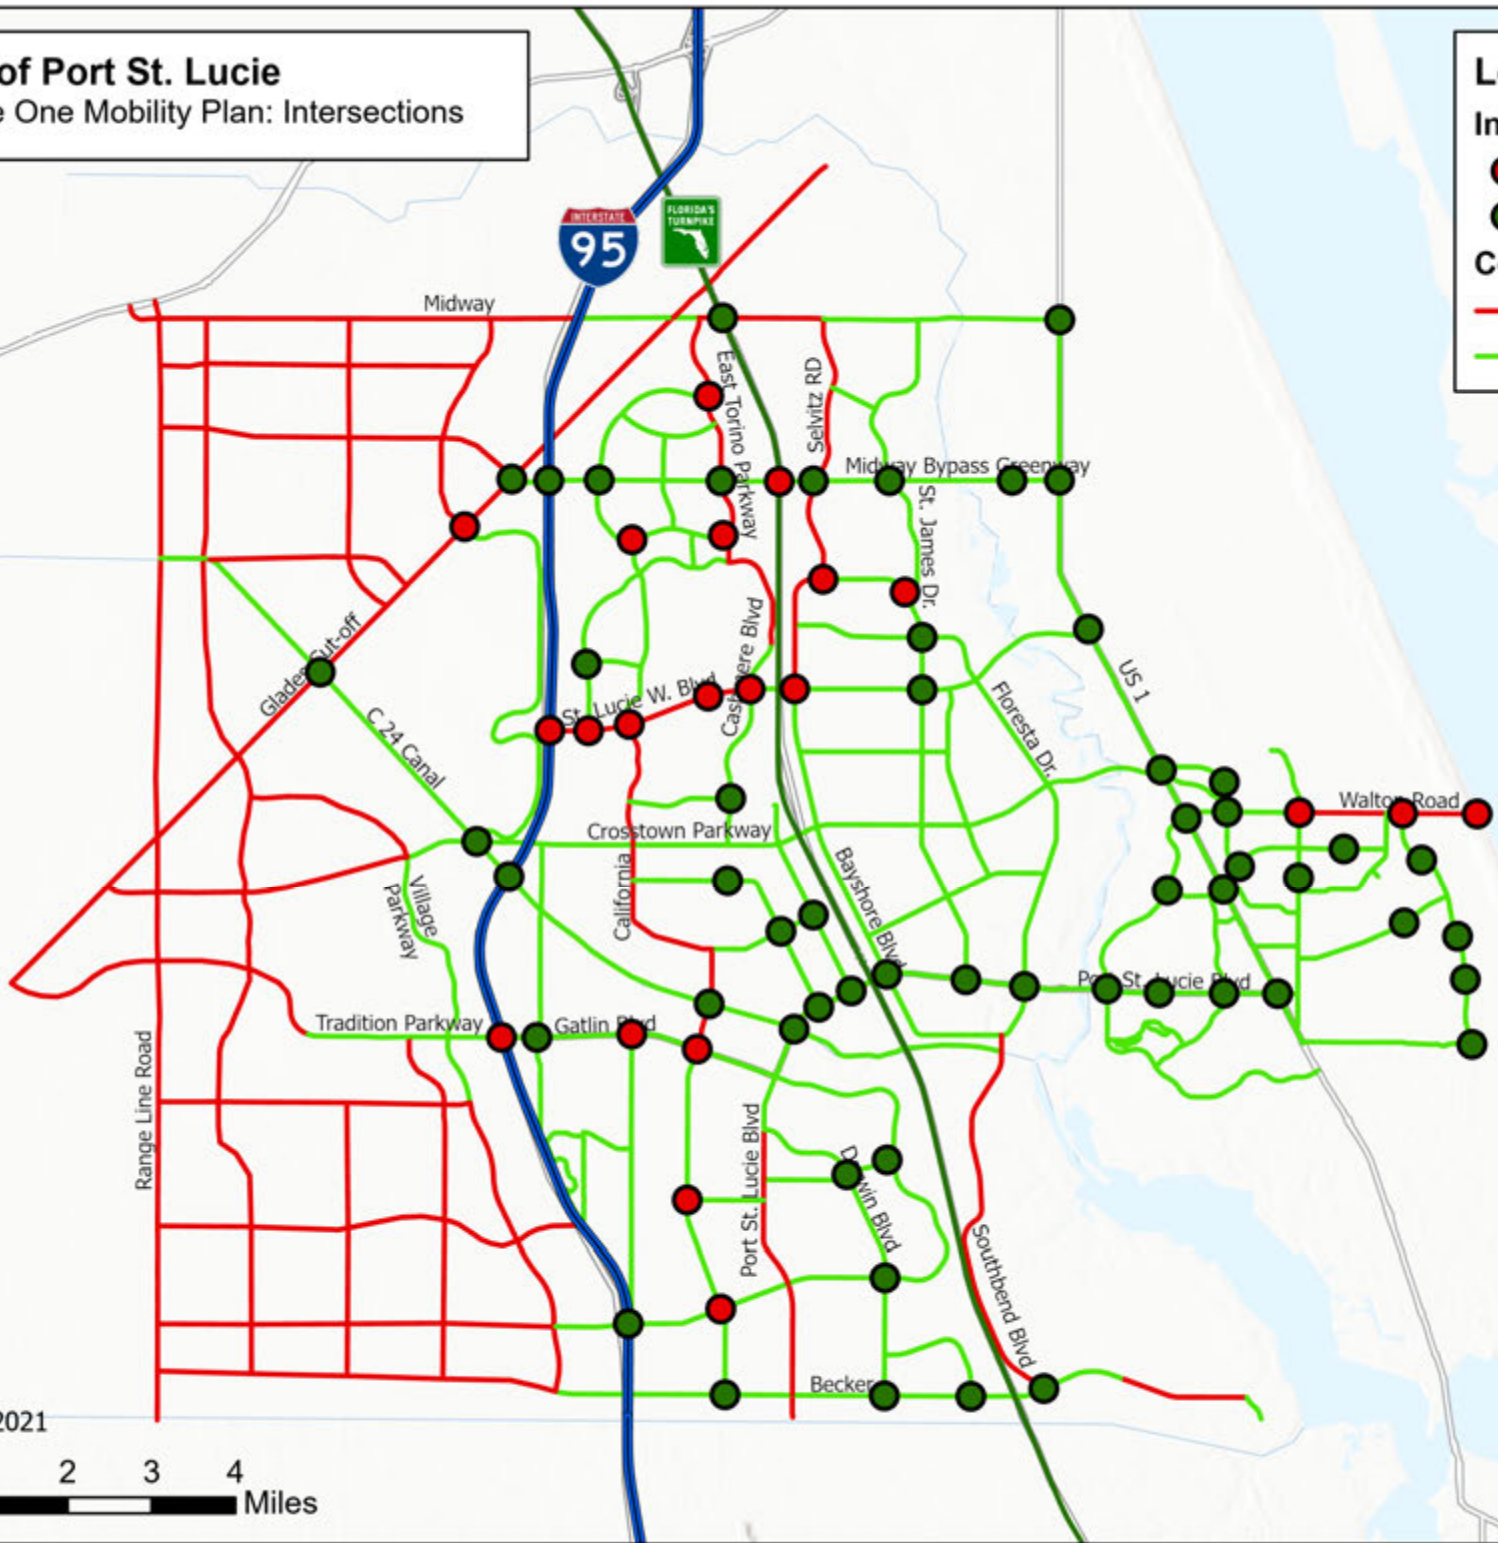 of Port St. Lucie
e One Mobility Plan: Intersections
L
In
C
INTERSTATE
95
FLORIDA'S
TURNPIKE
Midway
East Torino Parkway
Selvitz RD
Midway Bypass Greenway
St. James Dr.
Glades Cut-off
C 24 Canal
St. Lucie W. Blvd
Cashmere Blvd
US 1
Floresta Dr.
Walton Road
Crosstown Parkway
California
Village
Parkway
Bayshore Blvd
Port St. Lucie Blvd
Tradition Parkway
Gatlin Blvd
Range Line Road
Port St. Lucie Blvd
Darwin Blvd
Southbend Blvd
Becker
2021
2 3 4
Miles